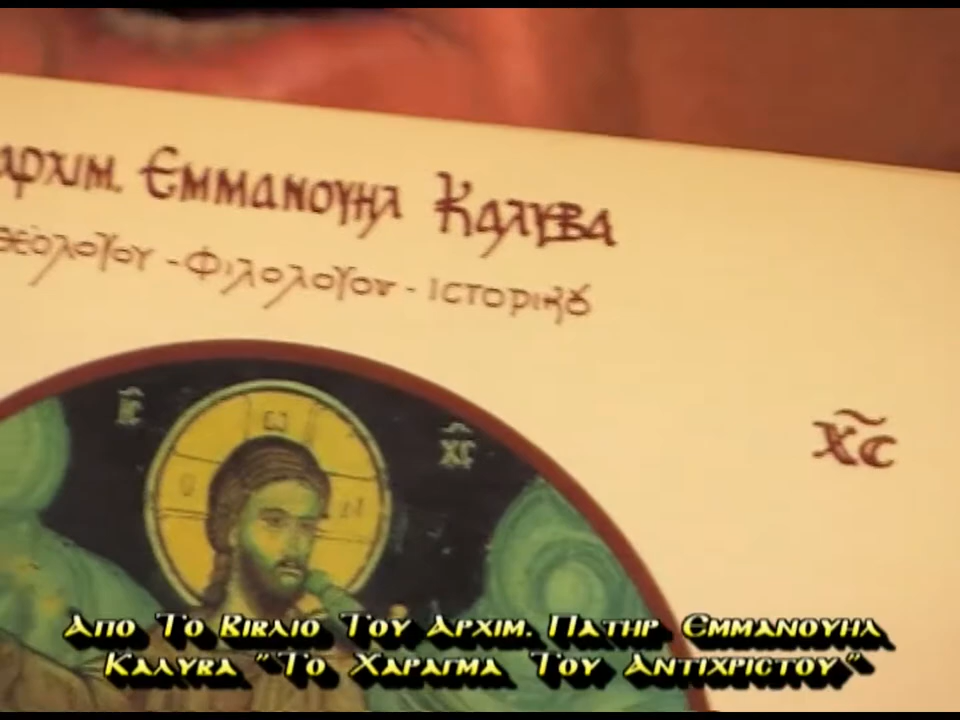 ΑΡΧΙΜ. ΕΜΜΑΝΟΥΗΛ ΚΑΛΥΒΑ
ΘΕΟΛΟΓΟΥ - ΦΙΛΟΛΟΓΟΥ - ΙΣΤΟΡΙΚΟΥ
Ο Ω Ν
ΙϹ ΧϹ
ΧϹ
ΑΠΟ ΤΟ ΒΙΒΛΙΟ ΤΟΥ ΑΡΧΙΜ. ΠΑΤΗΡ ΕΜΜΑΝΟΥΗΛ
ΚΑΛΥΒΑ "ΤΟ ΧΑΡΑΓΜΑ ΤΟΥ ΑΝΤΙΧΡΙΣΤΟΥ"